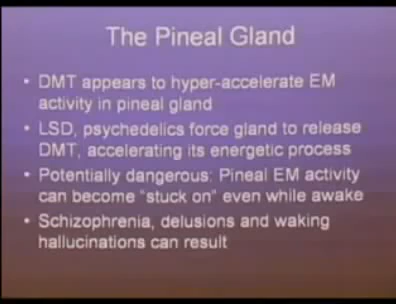 The Pineal Gland
• DMT appears to hyper-accelerate EM
activity in pineal gland
• LSD, psychedelics force gland to release
DMT, accelerating its energetic process
• Potentially dangerous: Pineal EM activity
can become "stuck on" even while awake
• Schizophrenia, delusions and waking
hallucinations can result